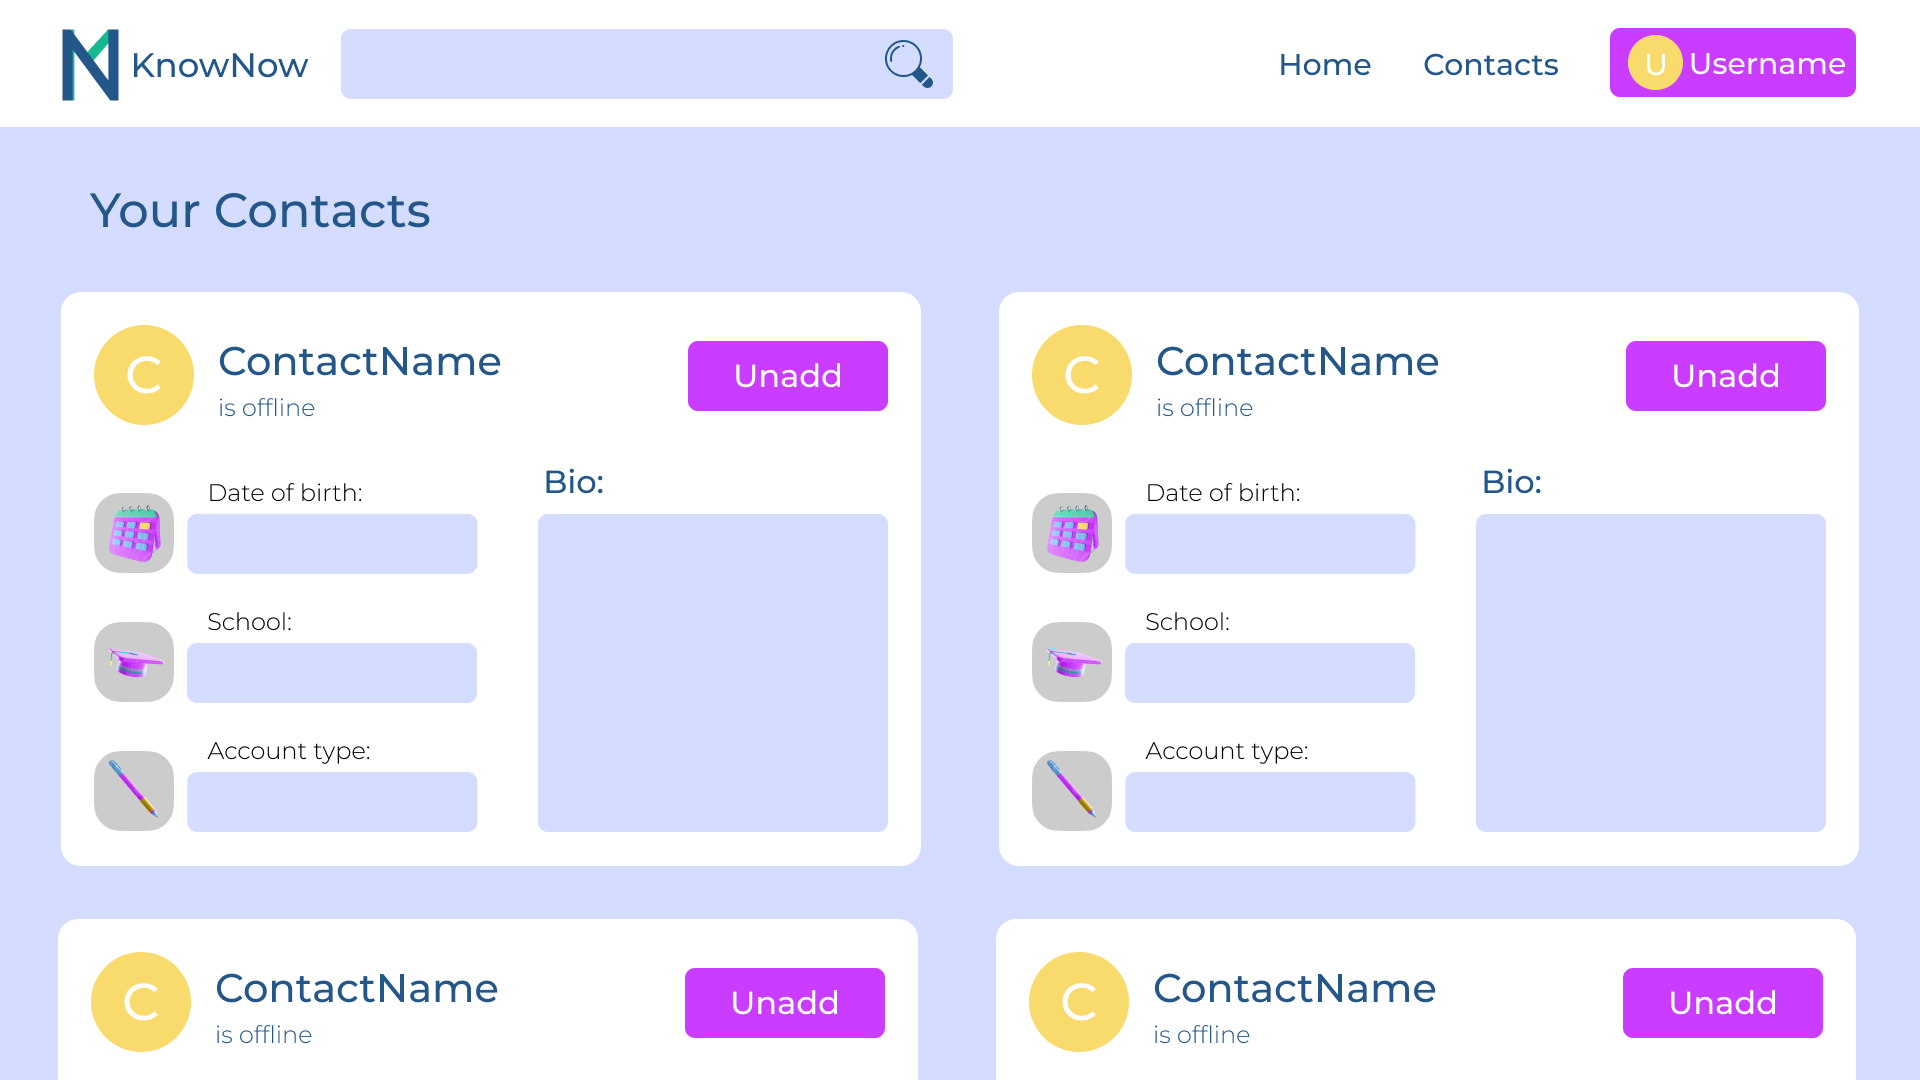 KnowNow
Home
Contacts
U
Username
Your Contacts
C
ContactName
is offline
Unadd
Date of birth:
School:
Account type:
Bio:
C
ContactName
is offline
Unadd
Date of birth:
School:
Account type:
Bio:
C
ContactName
is offline
Unadd
C
ContactName
is offline
Unadd